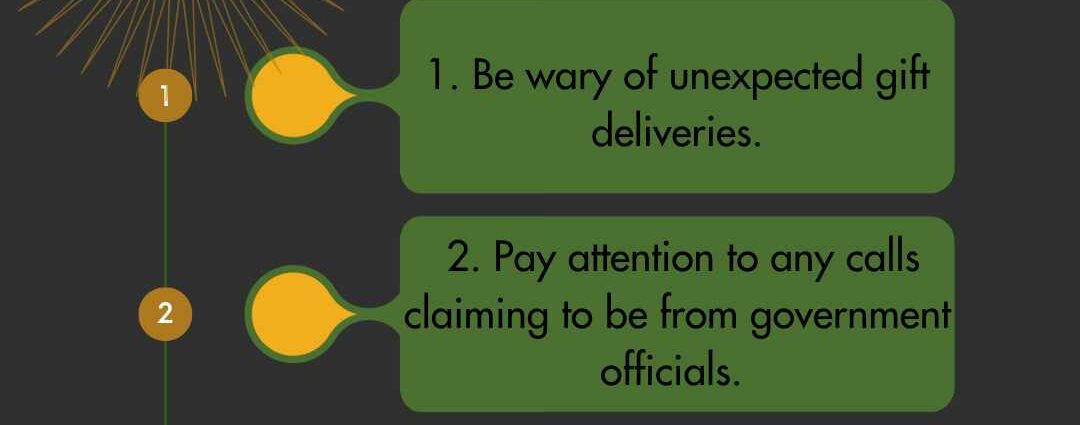 1
1. Be wary of unexpected gift
deliveries.
2
2. Pay attention to any calls
claiming to be from government
officials.